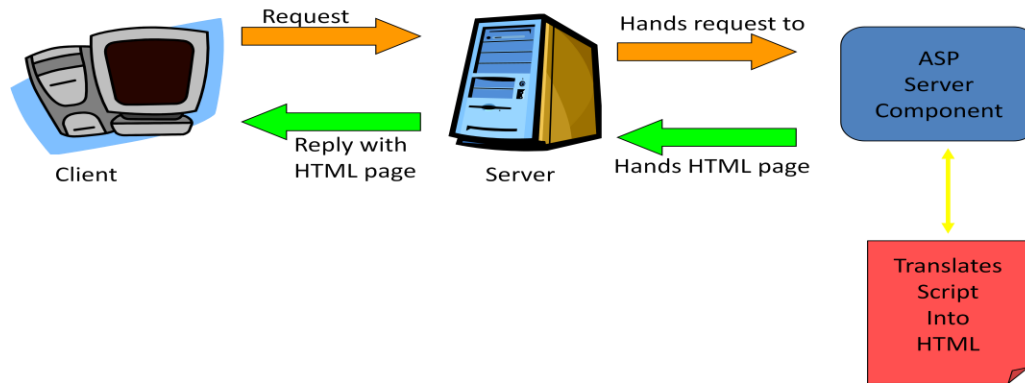 Request
Hands request to
ASP
Server
Component
Reply with
HTML page
Hands HTML page
Client
Server
Translates
Script
Into
HTML